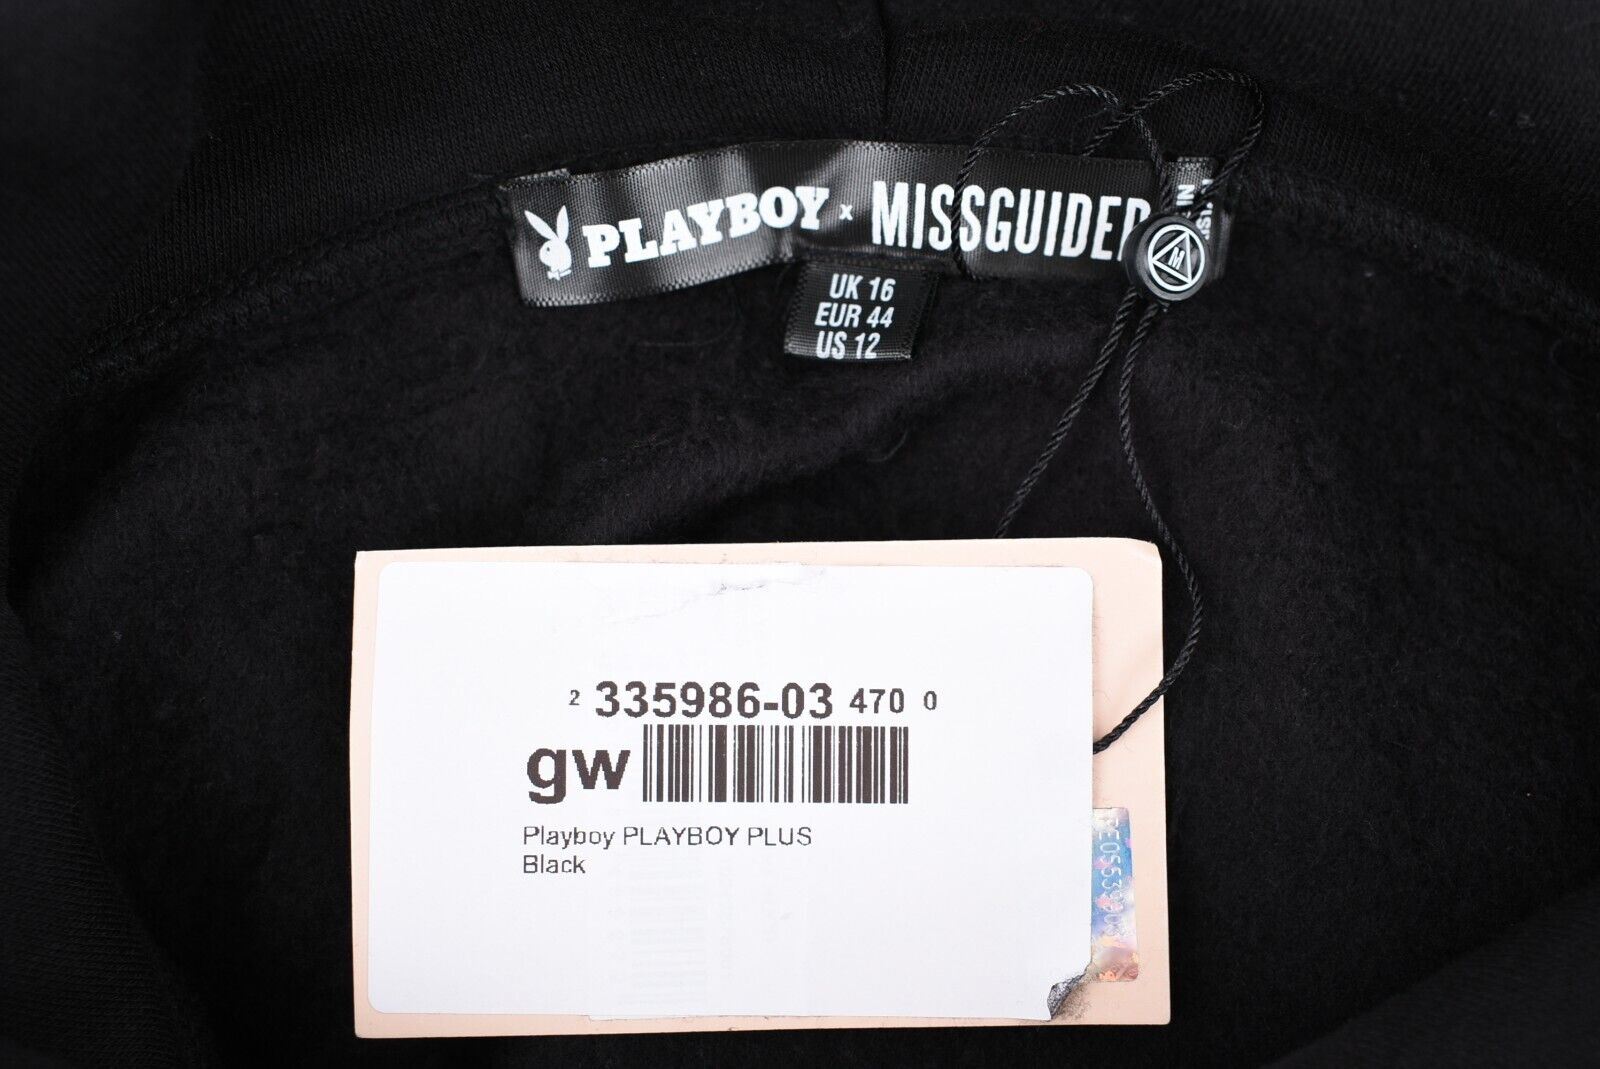 PLAYBOY x MISSGUIDED
UK 16
EUR 44
US 12
M
2 335986-03 470 0
gw
Playboy PLAYBOY PLUS
Black